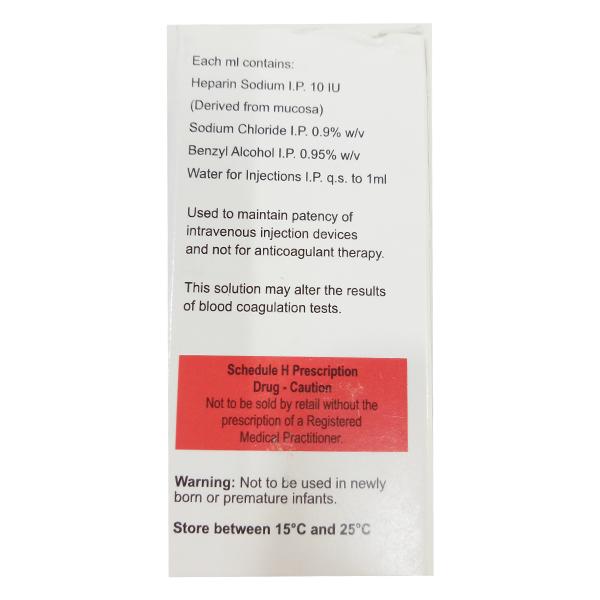 Each ml contains:
Heparin Sodium I.P. 10 IU
(Derived from mucosa)
Sodium Chloride I.P. 0.9% w/v
Benzyl Alcohol I.P. 0.95% w/v
Water for Injections I.P. q.s. to 1ml
Used to maintain patency of
intravenous injection devices
and not for anticoagulant therapy.
This solution may alter the results
of blood coagulation tests.
Schedule H Prescription
Drug - Caution
Not to be sold by retail without the
prescription of a Registered
Medical Practitioner.
Warning: Not to be used in newly
born or premature infants.
Store between 15°C and 25°C